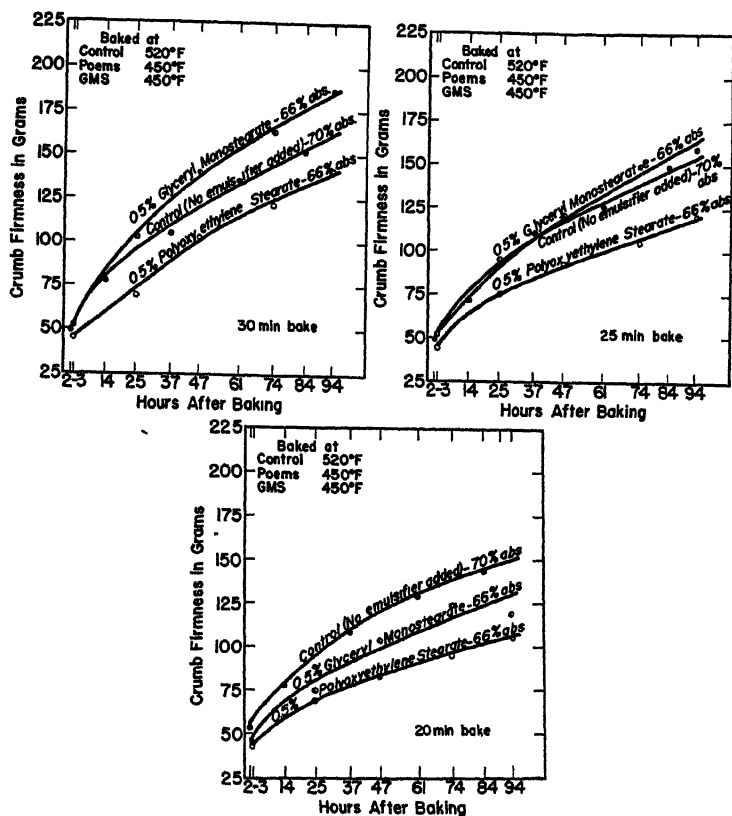 Baked at
Control 520°F
Poems 450°F
GMS 450°F
225
200
175
150
125
100
75
50
25
Crumb Firmness in Grams
0.5% Glyceryl Monostegrate-66% abs.
Control (No emulsifier added)-70% abs.
0.5% Polyoxyethylene Stearate-66% abs
30 min bake
2-3 14 25 37 47 61 74 84 94
Hours After Baking
Baked at
Control 520°F
Poems 450°F
GMS 450°F
225
200
175
150
125
100
75
50
25
Crumb Firmness in Grams
0.5% Glyceryl Monostearate-66% abs
Control (No emulsifier added)-70%
abs
0.5% Polyoxyethylene Stearate-66% abs
25 min bake
2-3 14 25 37 47 61 74 84 94
Hours After Baking
Baked at
Control 520°F
Poems 450°F
GMS 450°F
225
200
175
150
125
100
75
50
25
Crumb Firmness in Grams
Control (No emulsifier added)-70% abs
0.5% Glyceryl Monostearate-66% abs
0.5% Polyoxyethylene Stearate-66% abs
20 min bake
2-3 14 25 37 47 61 74 84 94
Hours After Baking